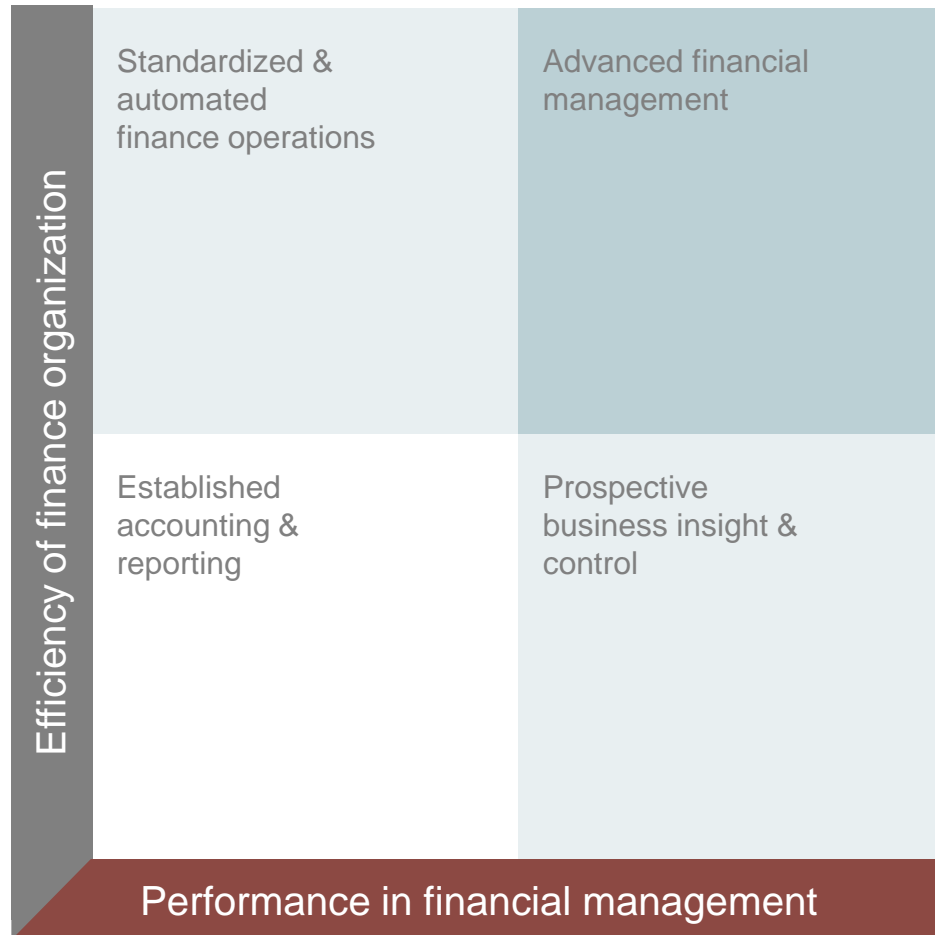 Standardized &
automated
finance operations
Advanced financial
management
Efficiency of finance organization
Established
accounting &
reporting
Prospective
business insight &
control
Performance in financial management